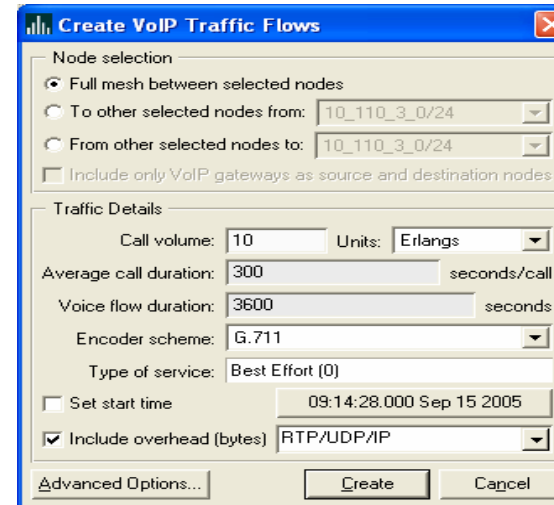 Create VoIP Traffic Flows
Node selection
Full mesh between selected nodes
To other selected nodes from: 10_110_3_0/24
From other selected nodes to: 10_110_3_0/24
Include only VoIP gateways as source and destination nodes
Traffic Details
Call volume: 10 Units: Erlangs
Average call duration: 300 seconds/call
Voice flow duration: 3600 seconds
Encoder scheme: G.711
Type of service: Best Effort (0)
Set start time 09:14:28.000 Sep 15 2005
Include overhead (bytes) RTP/UDP/IP
Advanced Options... Create Cancel